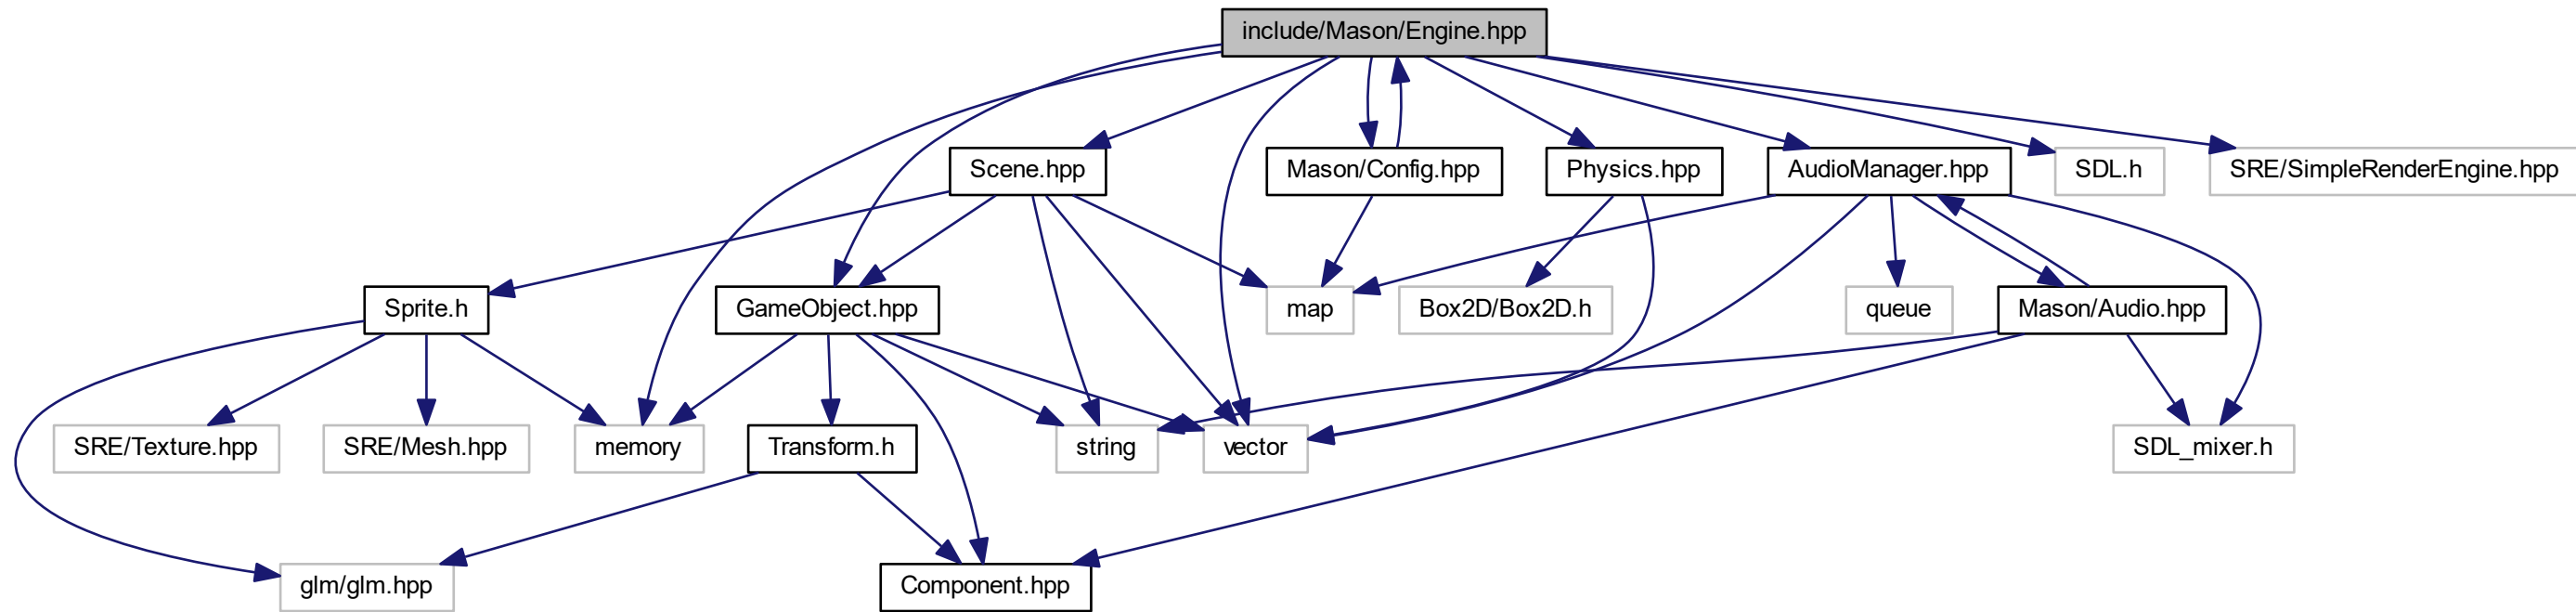 include/Mason/Engine.hpp
Scene.hpp
Mason/Config.hpp
Physics.hpp
AudioManager.hpp
SDL.h
SRE/SimpleRenderEngine.hpp
Sprite.h
GameObject.hpp
map
Box2D/Box2D.h
queue
Mason/Audio.hpp
SRE/Texture.hpp
SRE/Mesh.hpp
memory
Transform.h
string
vector
SDL_mixer.h
glm/glm.hpp
Component.hpp